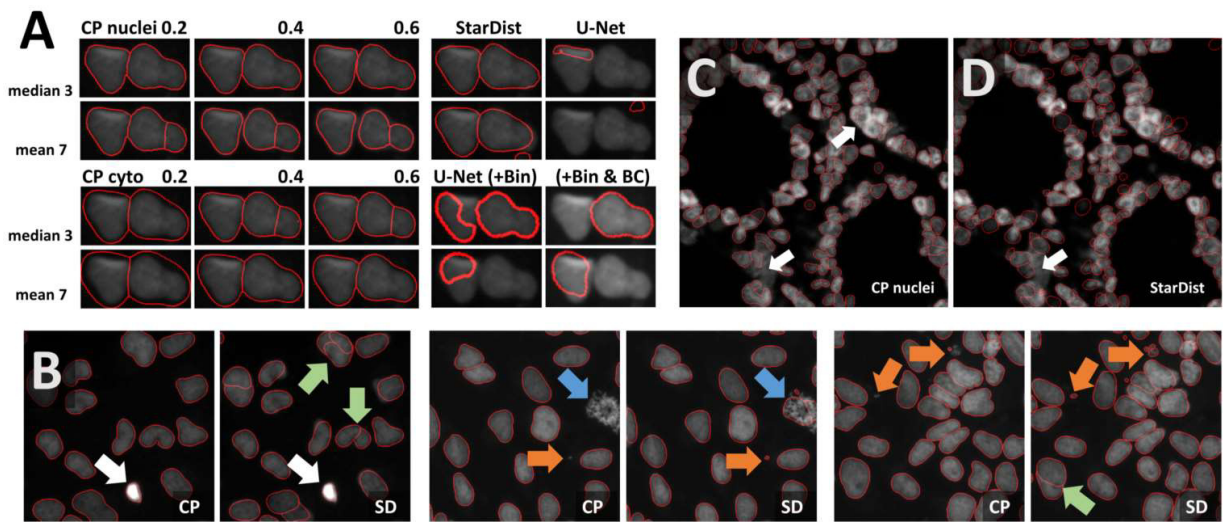 A
CP nuclei 0.2 0.4 0.6 StarDist U-Net
median 3
mean 7
CP cyto 0.2 0.4 0.6 U-Net (+Bin) (+Bin & BC)
median 3
mean 7
C CP nuclei
D StarDist
B CP SD CP SD CP SD